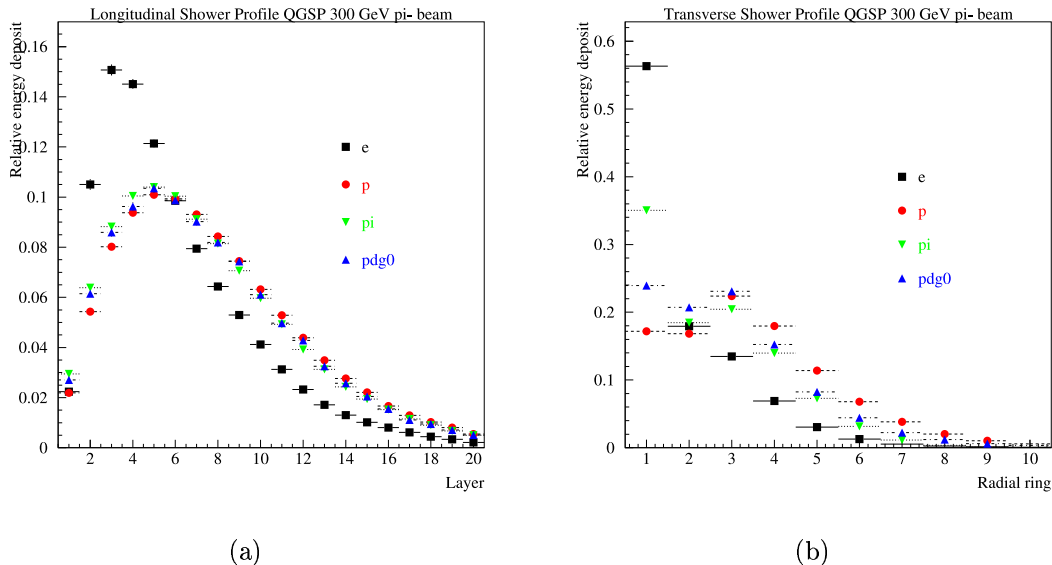 Longitudinal Shower Profile QGSP 300 GeV pi- beam
Relative energy deposit
0.16
0.14
0.12
0.1
0.08
0.06
0.04
0.02
0
e
p
pi
pdg0
2 4 6 8 10 12 14 16 18 20
Layer
(a)
Transverse Shower Profile QGSP 300 GeV pi- beam
Relative energy deposit
0.6
0.5
0.4
0.3
0.2
0.1
0
e
p
pi
pdg0
1 2 3 4 5 6 7 8 9 10
Radial ring
(b)